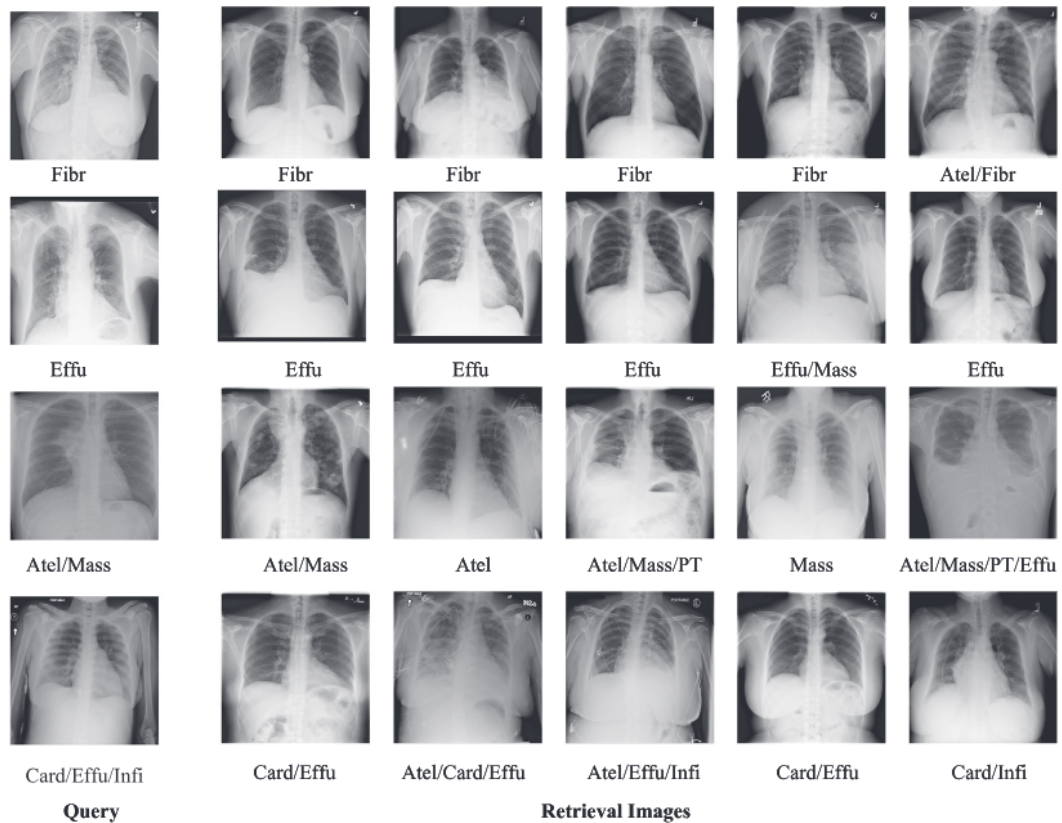 Fibr Fibr Fibr Fibr Fibr Atel/Fibr
Effu Effu Effu Effu Effu/Mass Effu
Atel/Mass Atel/Mass Atel Atel/Mass/PT Mass Atel/Mass/PT/Effu
Card/Effu/Infi Card/Effu Atel/Card/Effu Atel/Effu/Infi Card/Effu Card/Infi
Query Retrieval Images